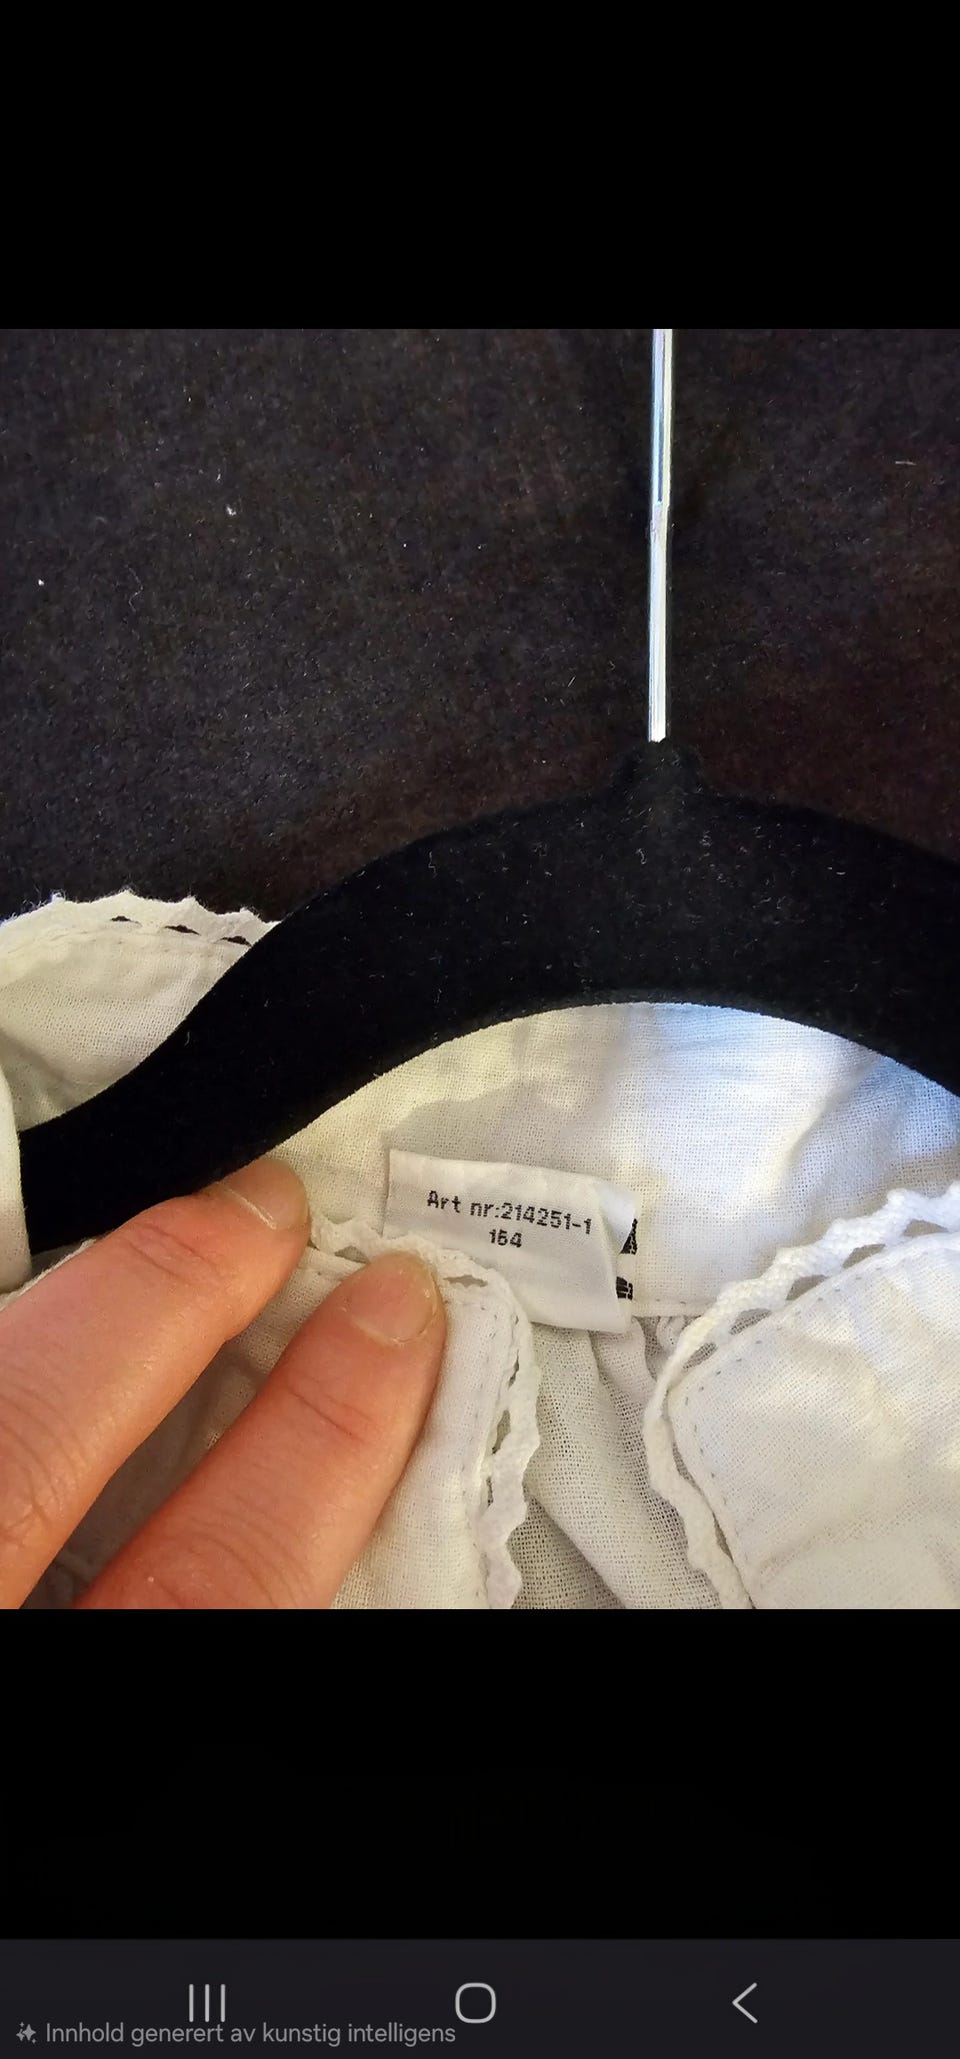 Art nr:214251-1
164
Innhold generert av kunstig intelligens